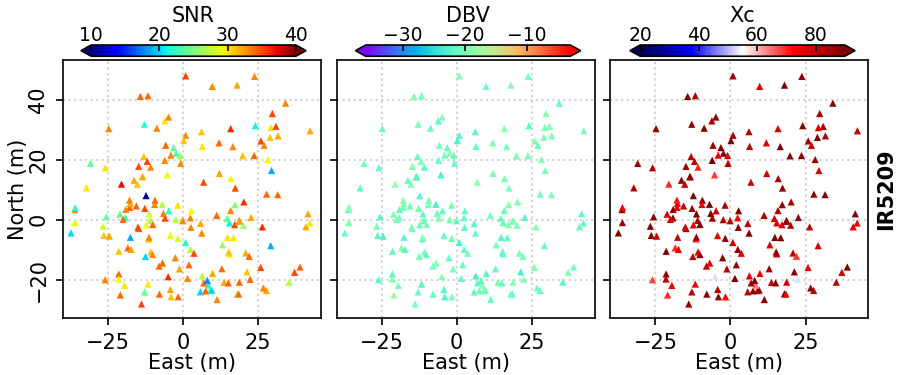 SNR DBV Xc
10 20 30 40 −30 −20 −10 20 40 60 80
40
20
0
−20
North (m)
−25 0 25 −25 0 25 −25 0 25
East (m) East (m) East (m)
IR5209